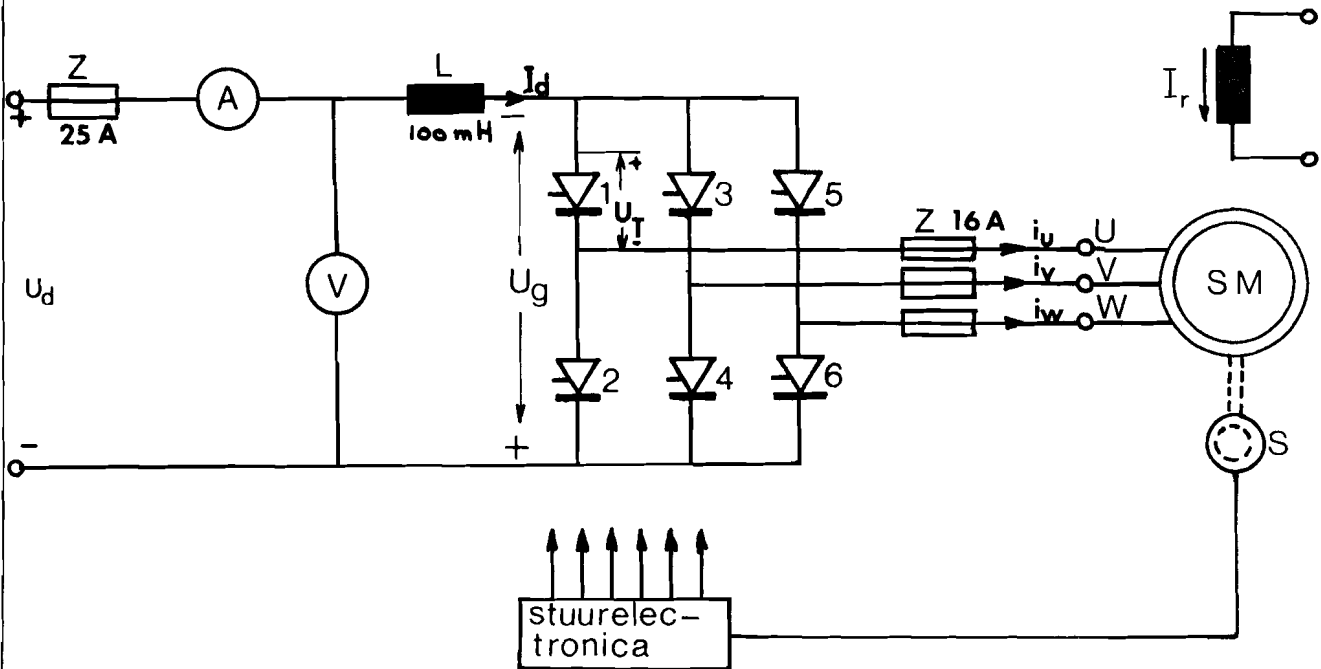 Z
25 A
A
L
100 mH
I_d
I_r
+
−
+
1
3
5
U_T
−
Z 16 A
i_U
U
i_V
V
i_W
W
SM
U_d
V
U_g
2
4
6
−
+
S
stuurelec-
tronica